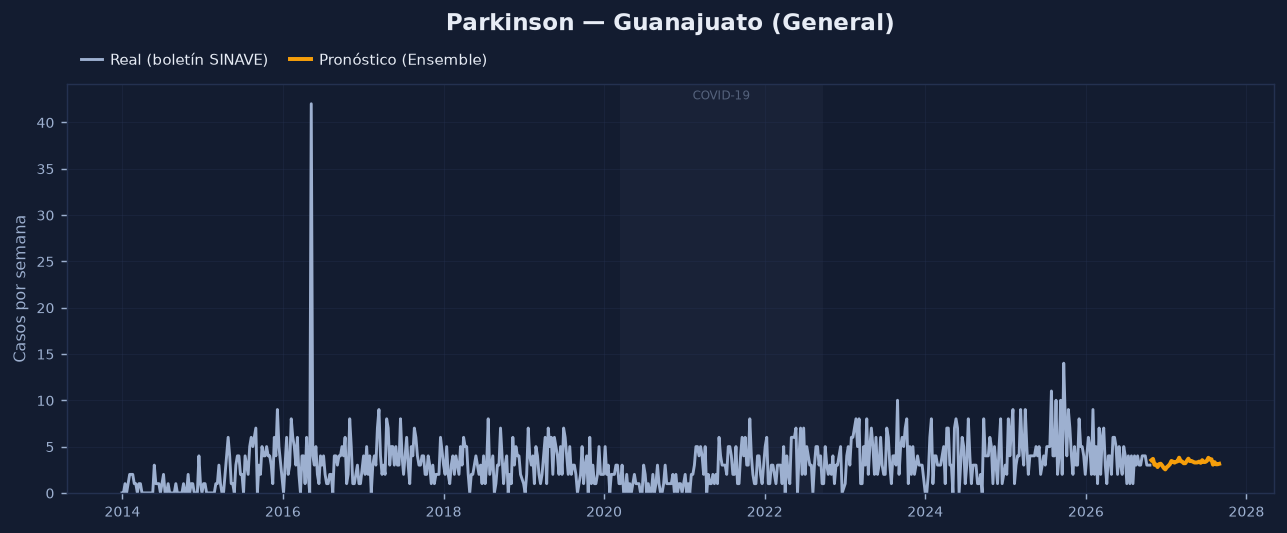 Parkinson — Guanajuato (General)
Real (boletín SINAVE) Pronóstico (Ensemble)
COVID-19
Casos por semana
40
35
30
25
20
15
10
5
0
2014 2016 2018 2020 2022 2024 2026 2028